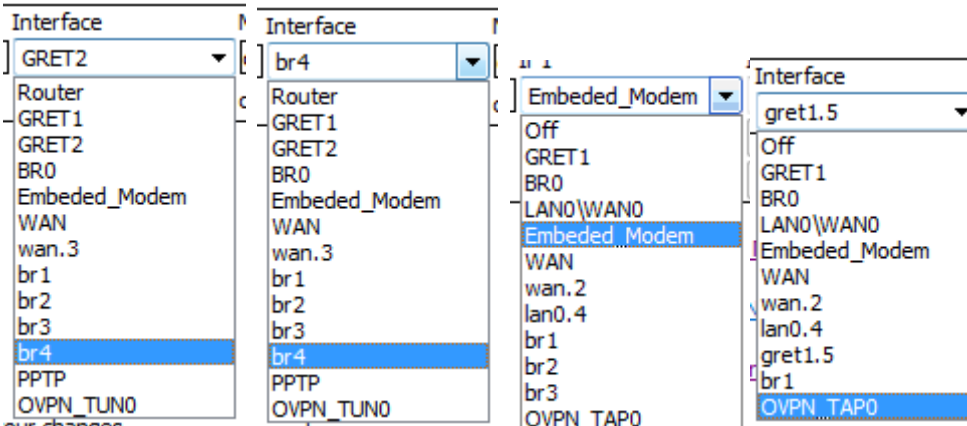 Interface
GRET2
Router
GRET1
GRET2
BR0
Embeded_Modem
WAN
wan.3
br1
br2
br3
br4
PPTP
OVPN_TUN0
our changes
Interface
br4
Router
GRET1
GRET2
BR0
Embeded_Modem
WAN
wan.3
br1
br2
br3
br4
PPTP
OVPN_TUN0
Embeded_Modem
Off
GRET1
BR0
LAN0\WAN0
Embeded_Modem
WAN
wan.2
lan0.4
br1
br2
br3
OVPN_TAP0
Interface
gret1.5
Off
GRET1
BR0
LAN0\WAN0
Embeded_Modem
WAN
wan.2
lan0.4
gret1.5
br1
OVPN_TAP0